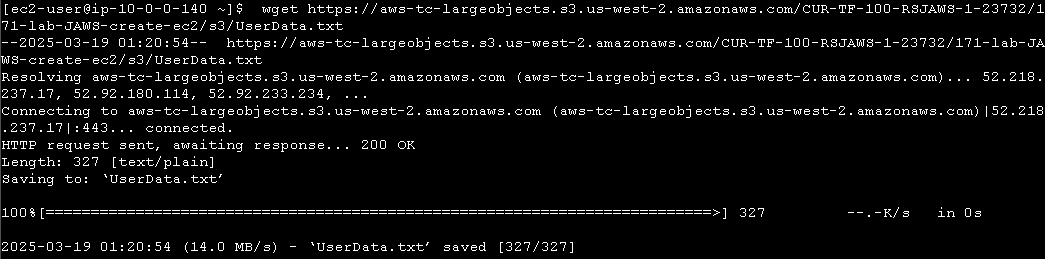 [ec2-user@ip-10-0-0-140 ~]$  wget https://aws-tc-largeobjects.s3.us-west-2.amazonaws.com/CUR-TF-100-RSJAWS-1-23732/1
71-lab-JAWS-create-ec2/s3/UserData.txt
--2025-03-19 01:20:54--  https://aws-tc-largeobjects.s3.us-west-2.amazonaws.com/CUR-TF-100-RSJAWS-1-23732/171-lab-JA
WS-create-ec2/s3/UserData.txt
Resolving aws-tc-largeobjects.s3.us-west-2.amazonaws.com (aws-tc-largeobjects.s3.us-west-2.amazonaws.com)... 52.218.
237.17, 52.92.180.114, 52.92.233.234, ...
Connecting to aws-tc-largeobjects.s3.us-west-2.amazonaws.com (aws-tc-largeobjects.s3.us-west-2.amazonaws.com)|52.218
.237.17|:443... connected.
HTTP request sent, awaiting response... 200 OK
Length: 327 [text/plain]
Saving to: ‘UserData.txt’
100%[==========================================================================>] 327         --.-K/s   in 0s
2025-03-19 01:20:54 (14.0 MB/s) - ‘UserData.txt’ saved [327/327]